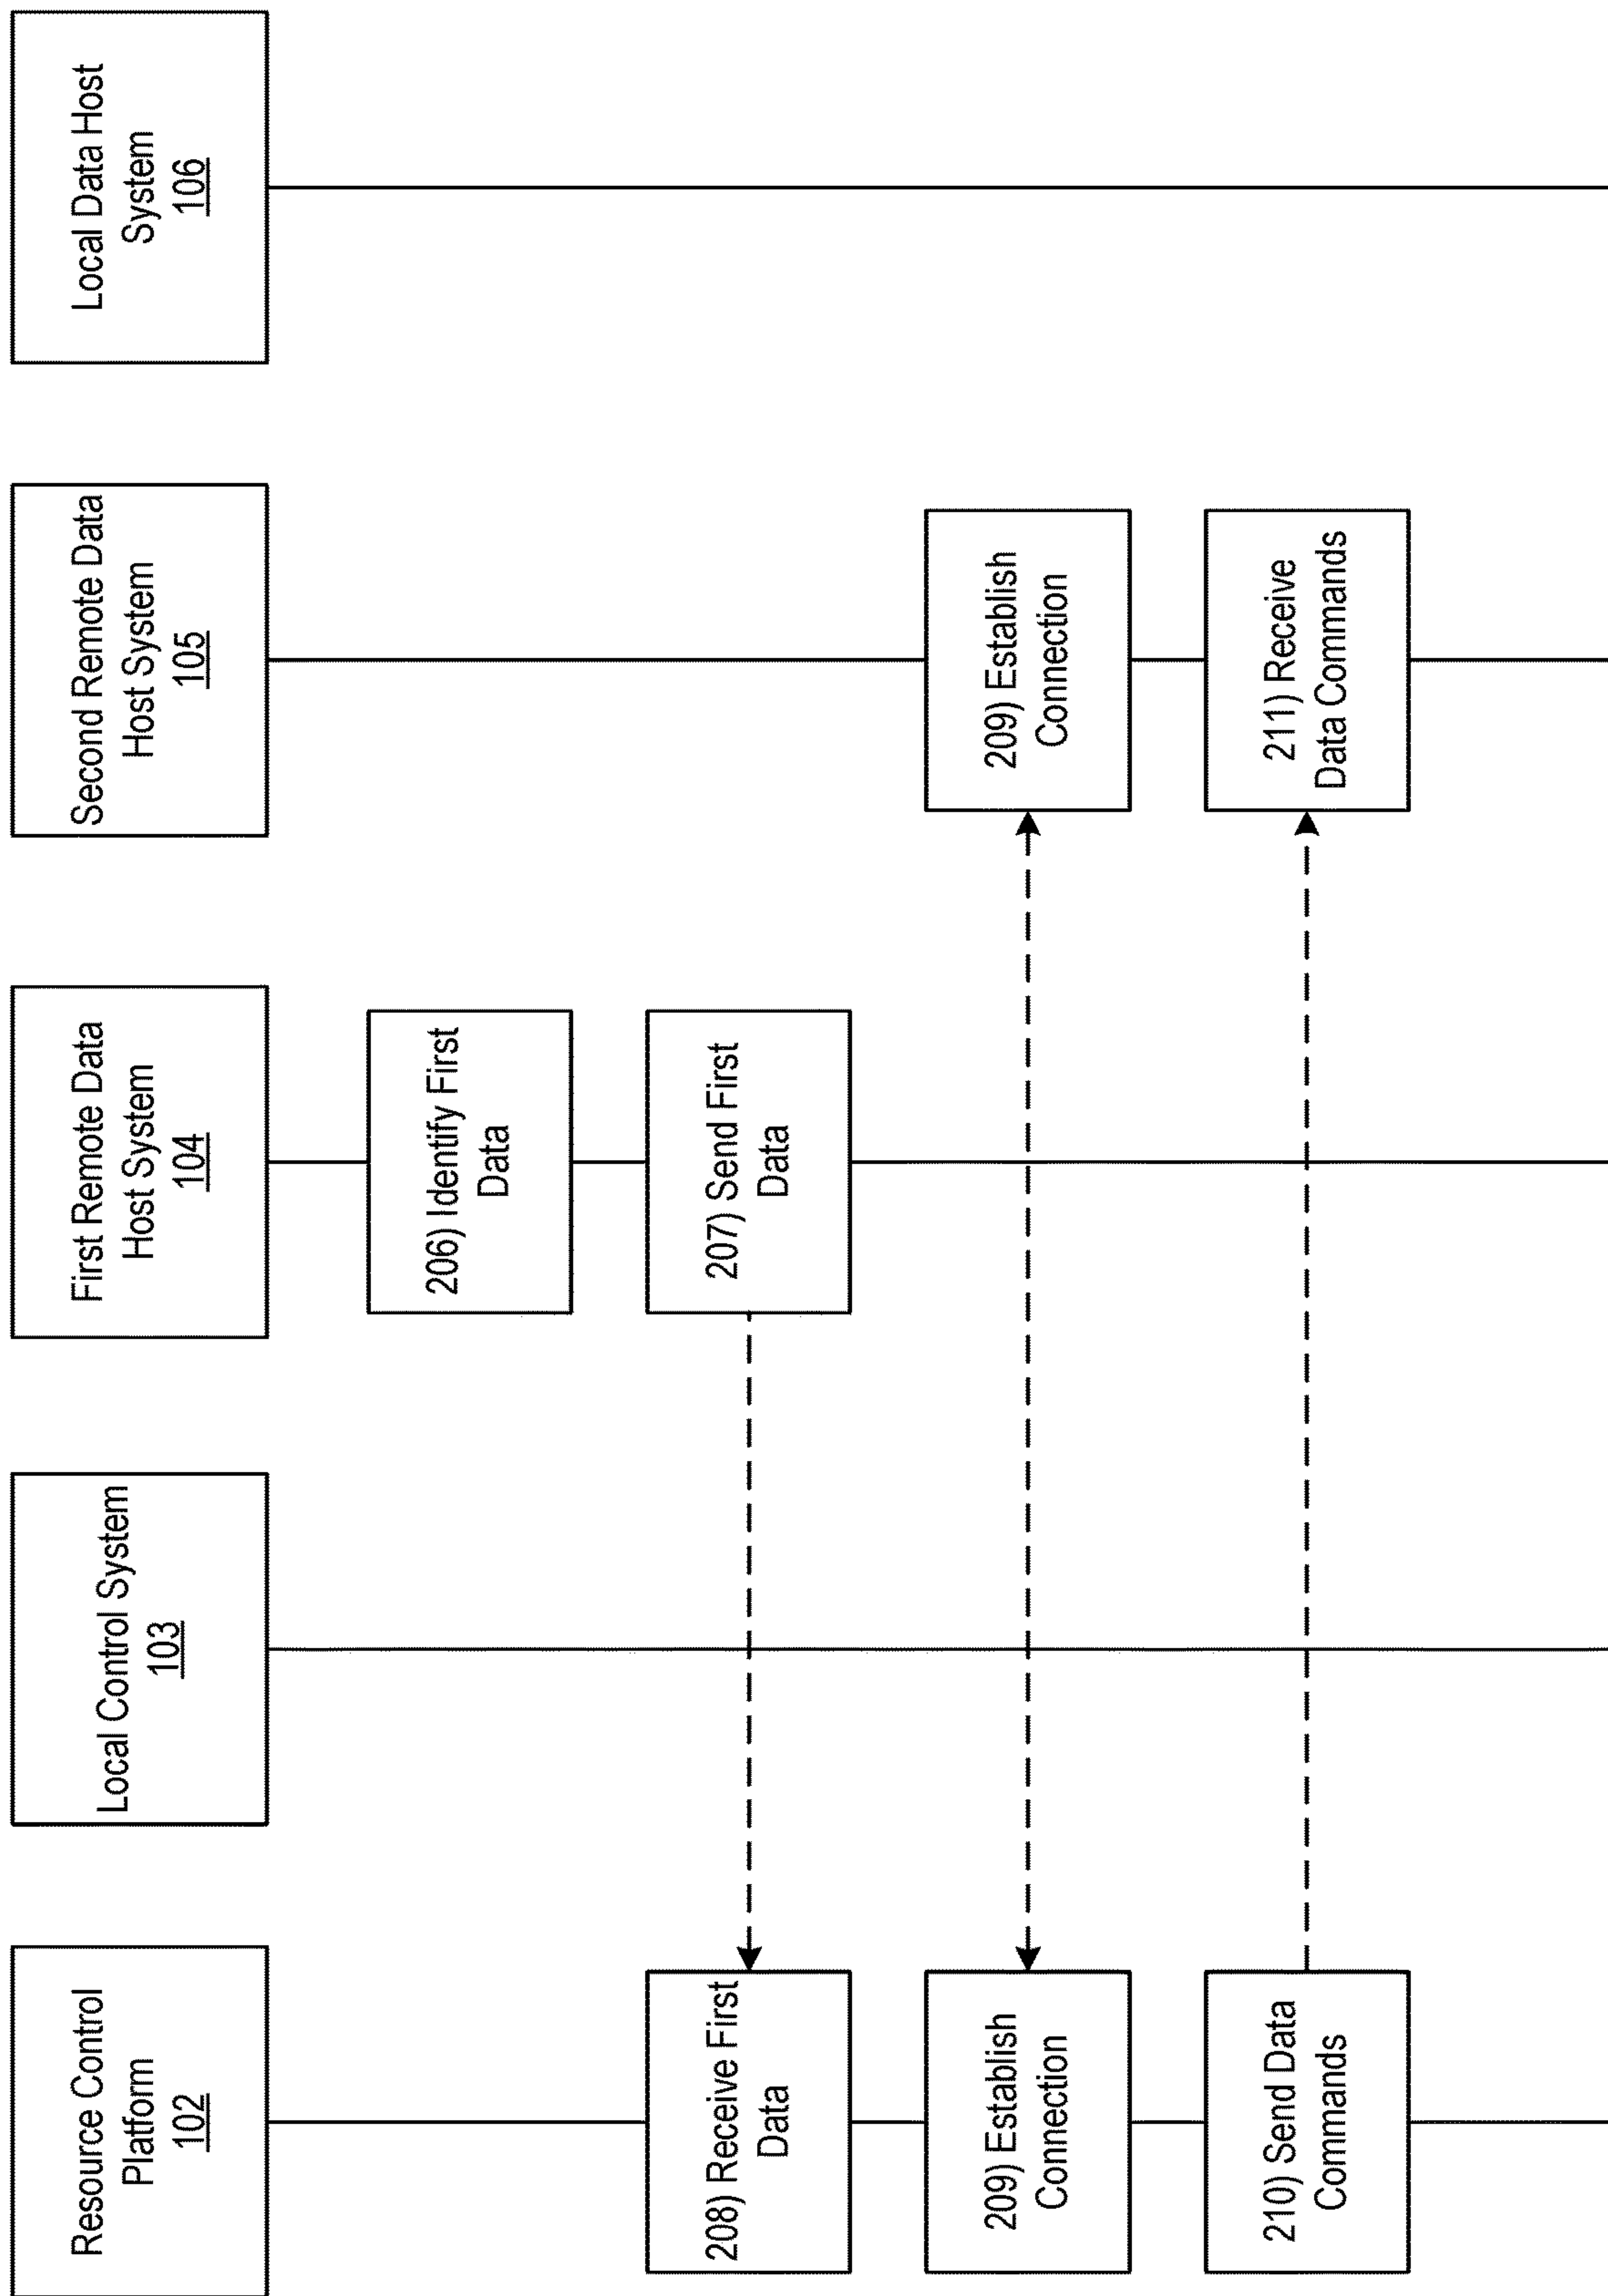 Resource Control
Platform
102
Local Control System
103
First Remote Data
Host System
104
Second Remote Data
Host System
105
Local Data Host
System
106
206) Identify First
Data
208) Receive First
Data
207) Send First
Data
209) Establish
Connection
209) Establish
Connection
210) Send Data
Commands
211) Receive
Data Commands